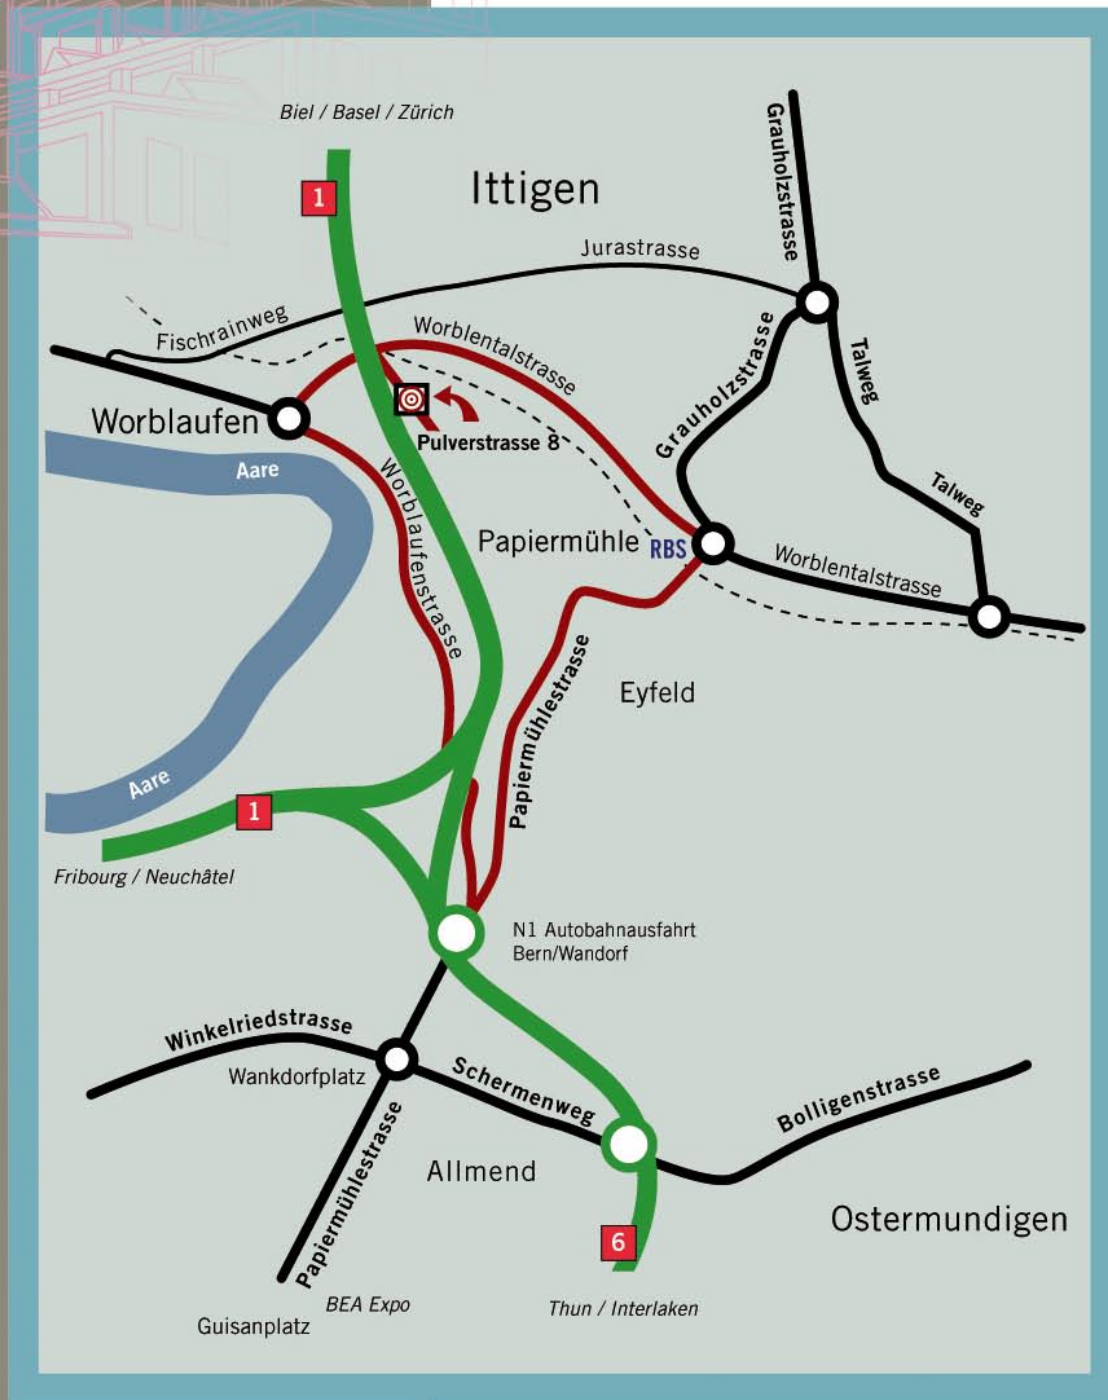 Biel / Basel / Zürich
1
Ittigen
Grauholzstrasse
Jurastrasse
Fischrainweg
Worblentalstrasse
Grauholzstrasse
Talweg
Worblaufen
Pulverstrasse 8
Aare
Worblaufenstrasse
Talweg
Papiermühle
RBS
Worblentalstrasse
Eyfeld
Papiermühlestrasse
Aare
1
Fribourg / Neuchâtel
N1 Autobahnausfahrt
Bern/Wandorf
Winkelriedstrasse
Wankdorfplatz
Schermenweg
Bolligenstrasse
Papiermühlestrasse
Allmend
Ostermundigen
6
BEA Expo
Thun / Interlaken
Guisanplatz